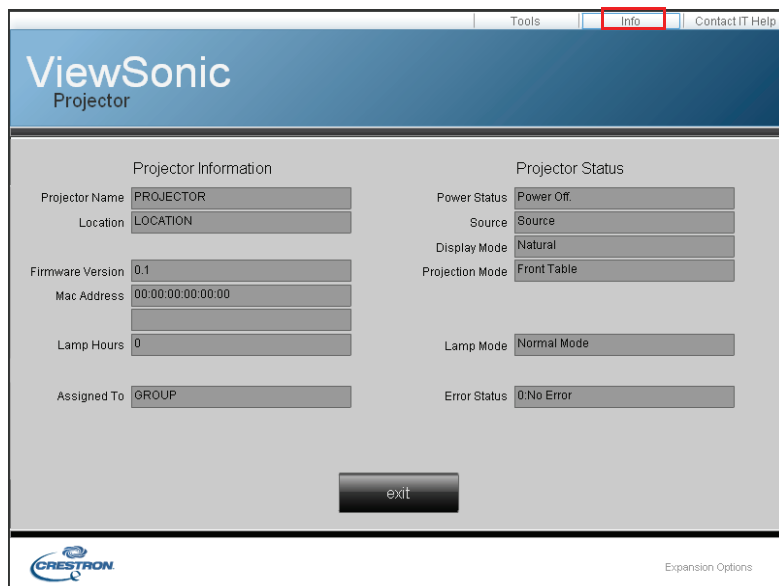 Tools Info Contact IT Help
ViewSonic
Projector
Projector Information
Projector Name PROJECTOR
Location LOCATION
Firmware Version 0.1
Mac Address 00:00:00:00:00:00
Lamp Hours 0
Assigned To GROUP
Projector Status
Power Status Power Off.
Source Source
Display Mode Natural
Projection Mode Front Table
Lamp Mode Normal Mode
Error Status 0:No Error
exit
CRESTRON.
Expansion Options